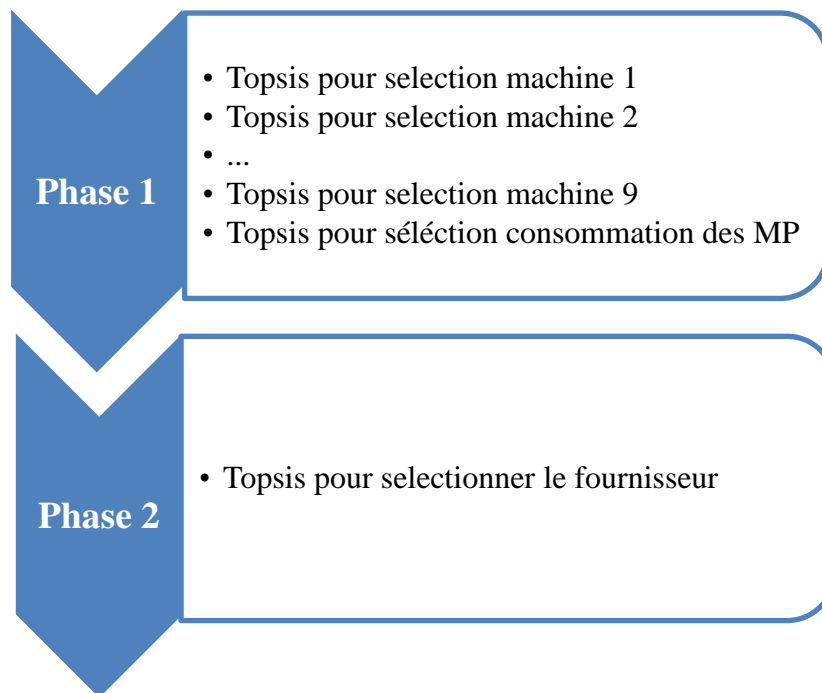 Phase 1
• Topsis pour selection machine 1
• Topsis pour selection machine 2
• ...
• Topsis pour selection machine 9
• Topsis pour séléction consommation des MP
Phase 2
• Topsis pour selectionner le fournisseur